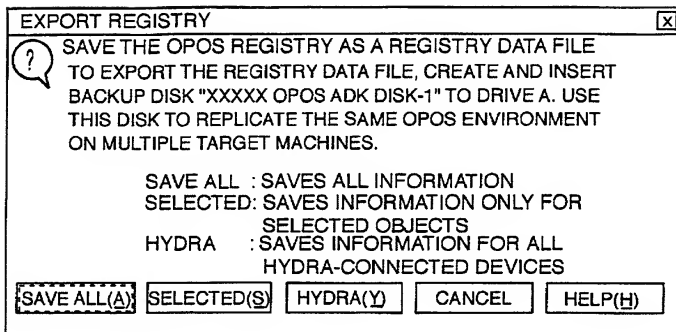 EXPORT REGISTRY X
? SAVE THE OPOS REGISTRY AS A REGISTRY DATA FILE
TO EXPORT THE REGISTRY DATA FILE, CREATE AND INSERT
BACKUP DISK "XXXXX OPOS ADK DISK-1" TO DRIVE A. USE
THIS DISK TO REPLICATE THE SAME OPOS ENVIRONMENT
ON MULTIPLE TARGET MACHINES.
SAVE ALL : SAVES ALL INFORMATION
SELECTED: SAVES INFORMATION ONLY FOR
SELECTED OBJECTS
HYDRA : SAVES INFORMATION FOR ALL
HYDRA-CONNECTED DEVICES
SAVE ALL(A) SELECTED(S) HYDRA(Y) CANCEL HELP(H)